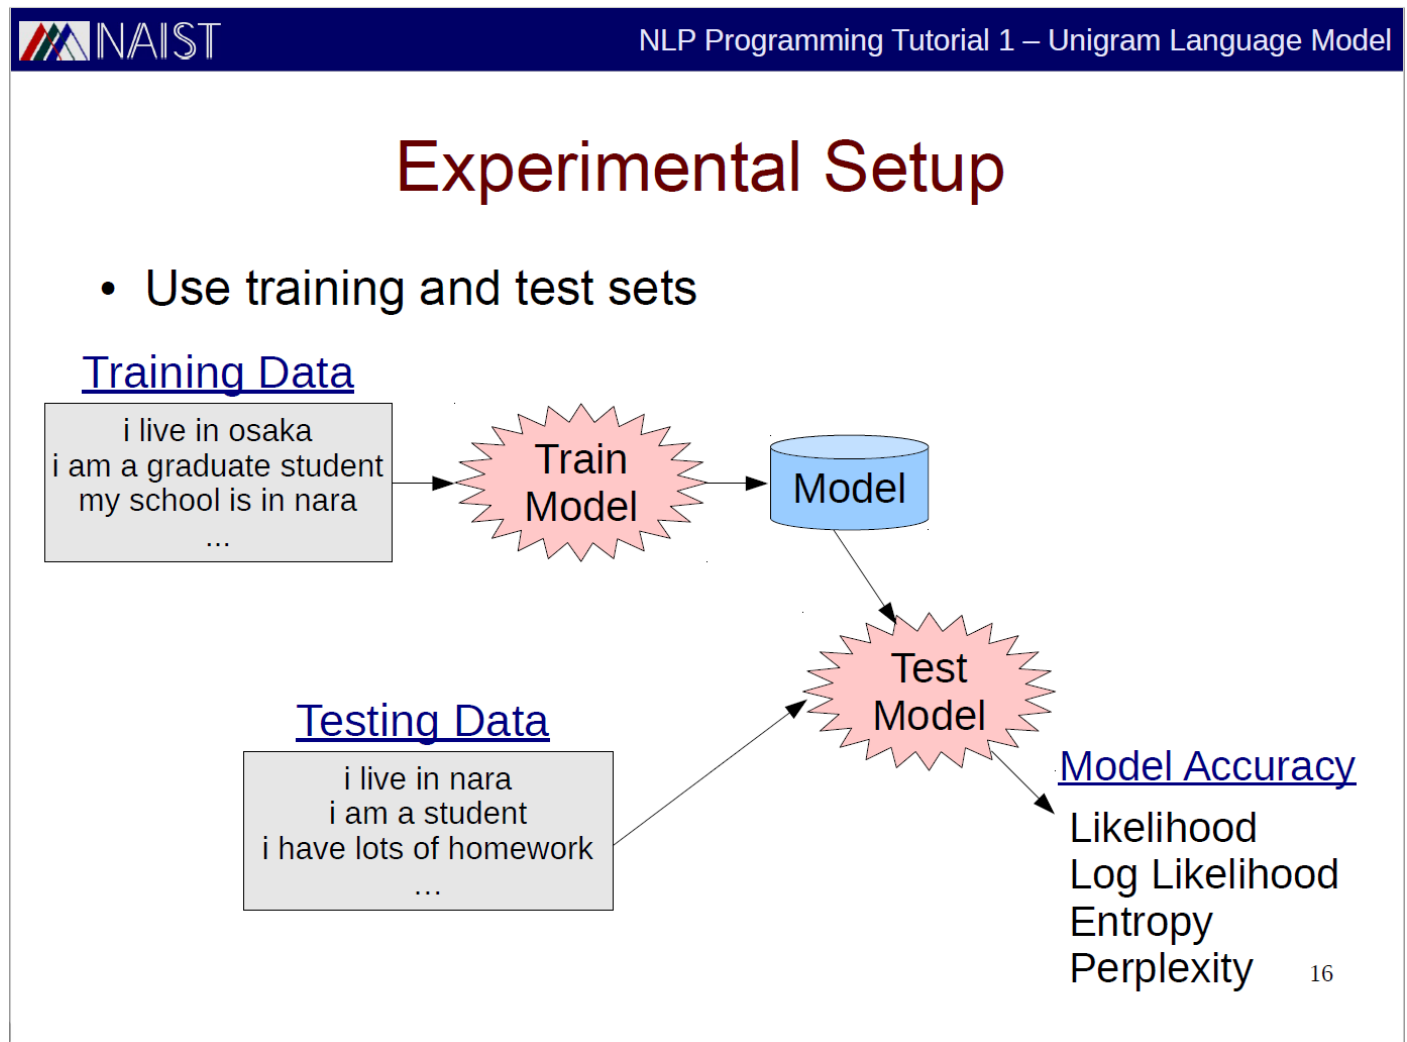 NAIST
NLP Programming Tutorial 1 – Unigram Language Model
Experimental Setup
• Use training and test sets
Training Data
i live in osaka
i am a graduate student
my school is in nara
...
Train
Model
Model
Testing Data
i live in nara
i am a student
i have lots of homework
…
Test
Model
Model Accuracy
Likelihood
Log Likelihood
Entropy
Perplexity
16